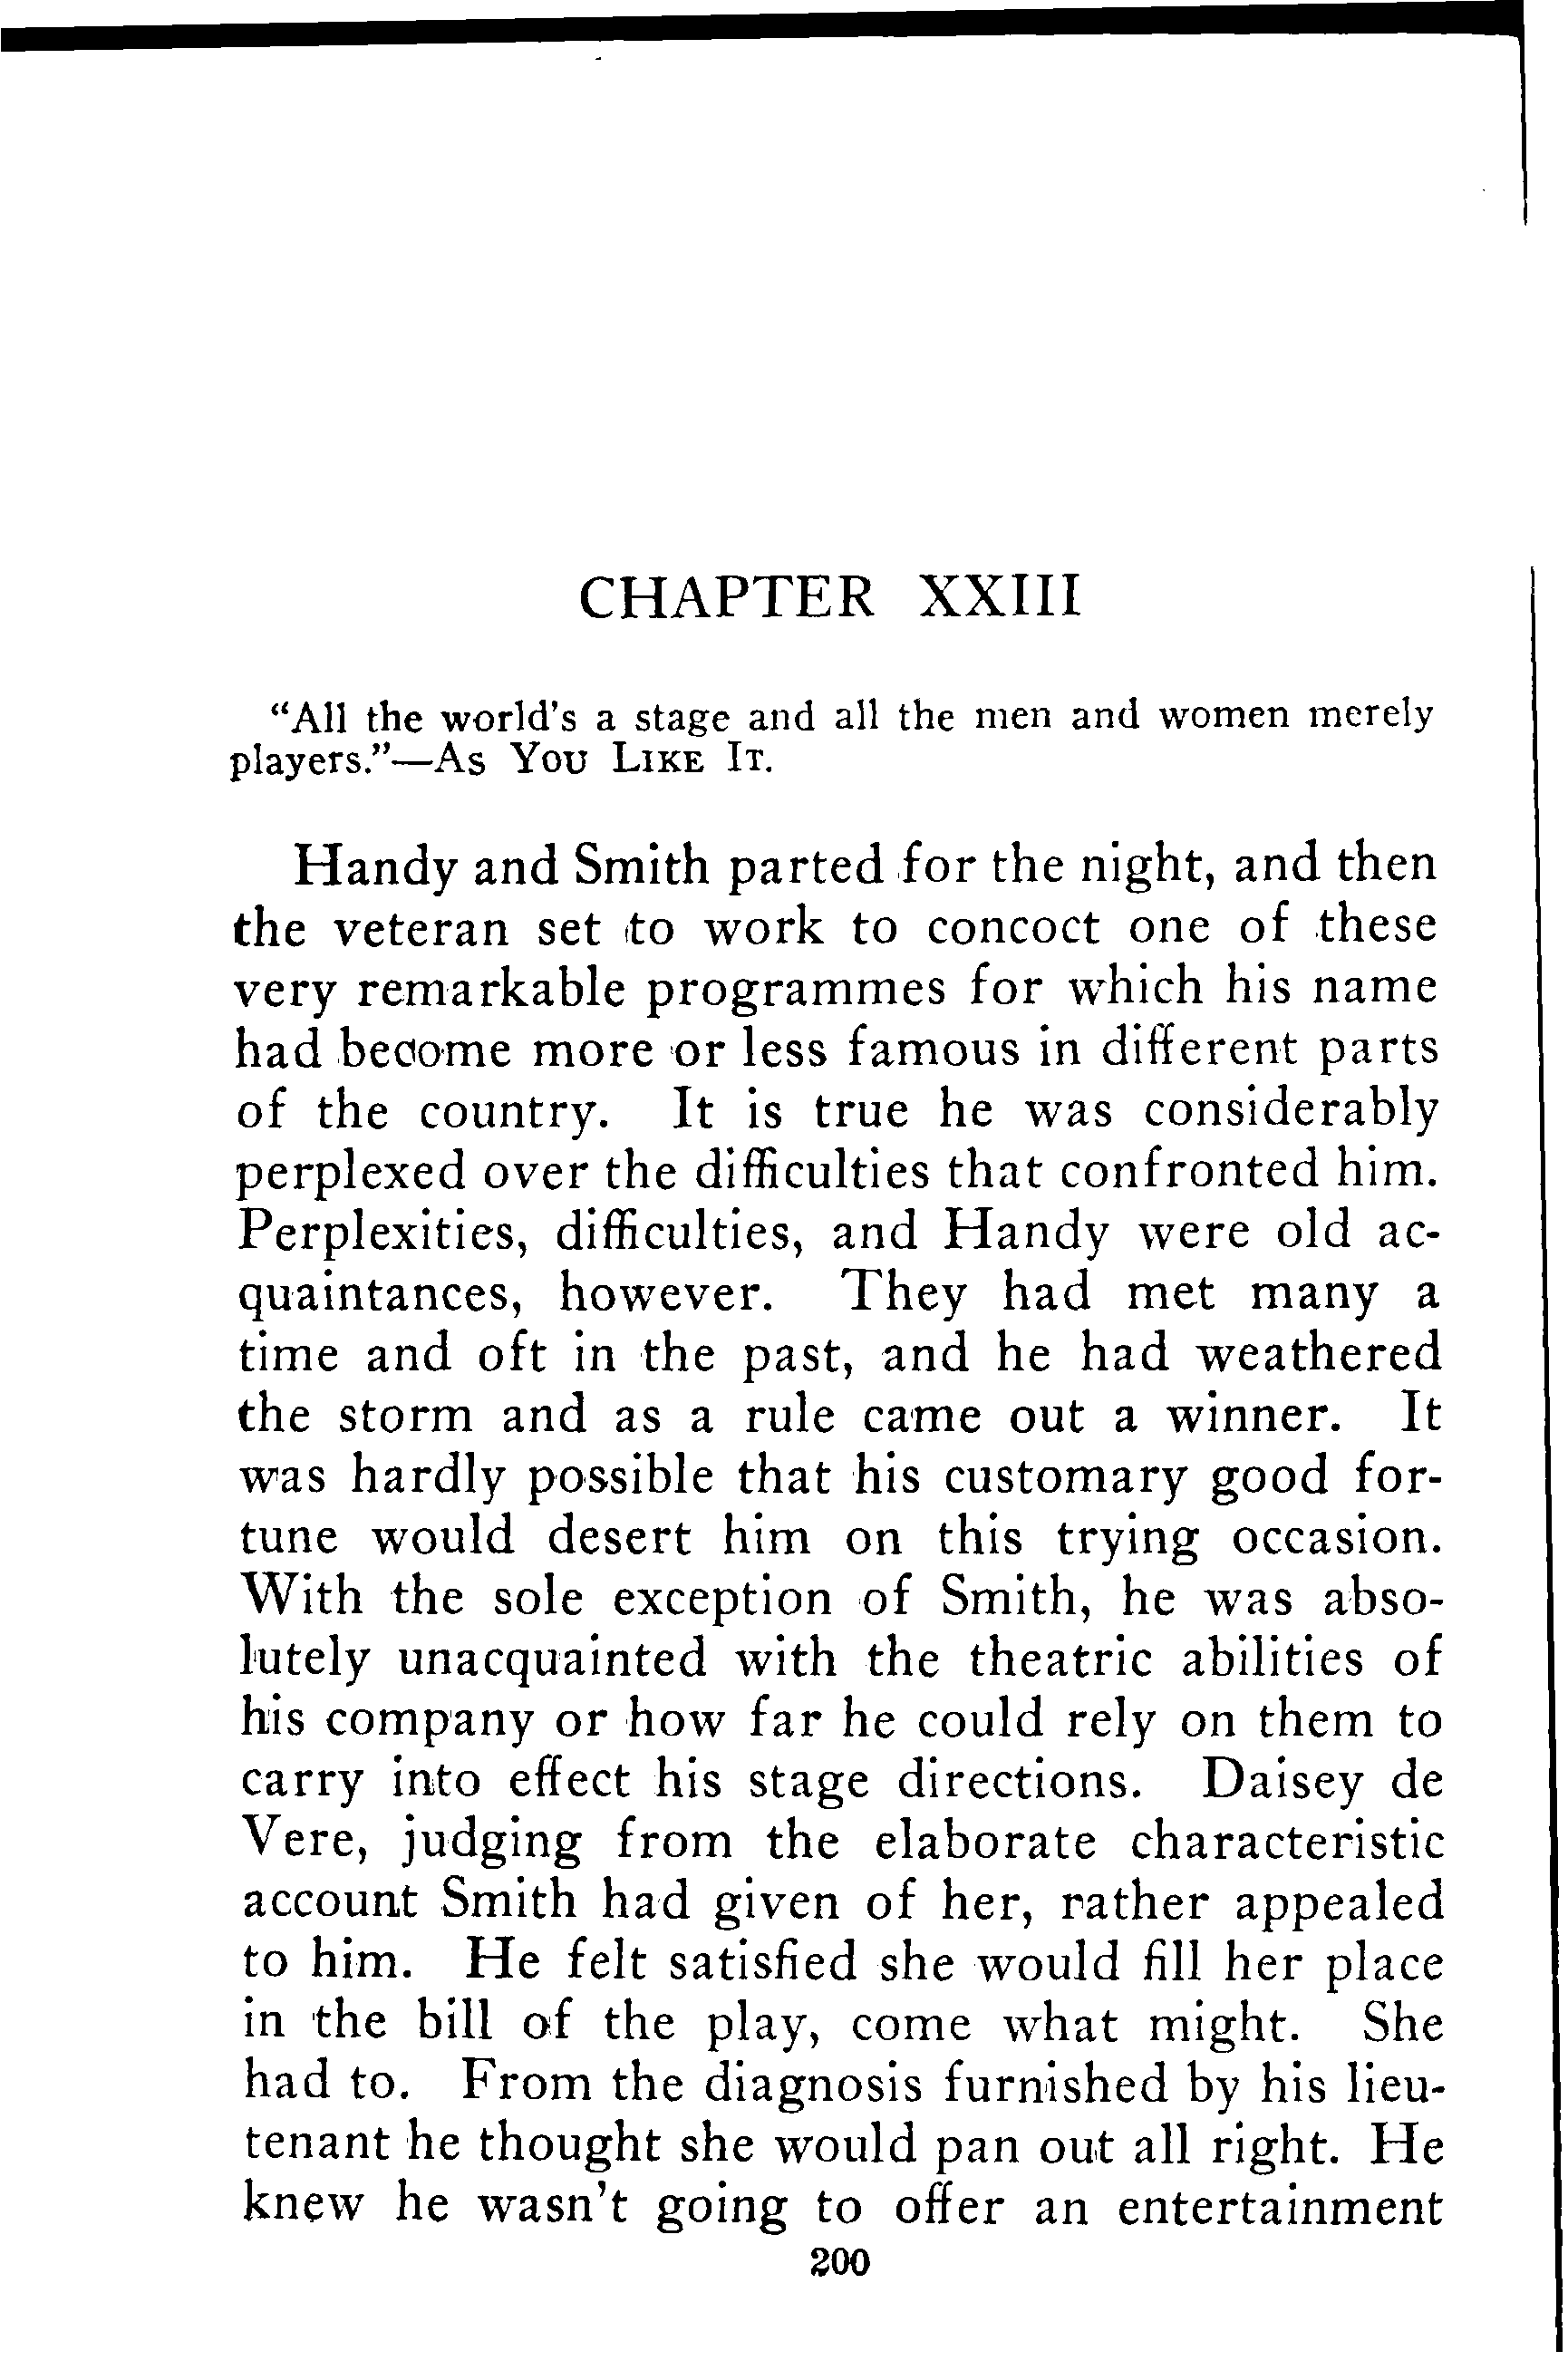 CHAPTER XXIII
"All the world's a stage and all the men and women merely
players."—As You Like It.
Handy and Smith parted for the night, and then
the veteran set to work to concoct one of these
very remarkable programmes for which his name
had become more or less famous in different parts
of the country. It is true he was considerably
perplexed over the difficulties that confronted him.
Perplexities, difficulties, and Handy were old ac-
quaintances, however. They had met many a
time and oft in the past, and he had weathered
the storm and as a rule came out a winner. It
was hardly possible that his customary good for-
tune would desert him on this trying occasion.
With the sole exception of Smith, he was abso-
lutely unacquainted with the theatric abilities of
his company or how far he could rely on them to
carry into effect his stage directions. Daisey de
Vere, judging from the elaborate characteristic
account Smith had given of her, rather appealed
to him. He felt satisfied she would fill her place
in the bill of the play, come what might. She
had to. From the diagnosis furnished by his lieu-
tenant he thought she would pan out all right. He
knew he wasn't going to offer an entertainment
200